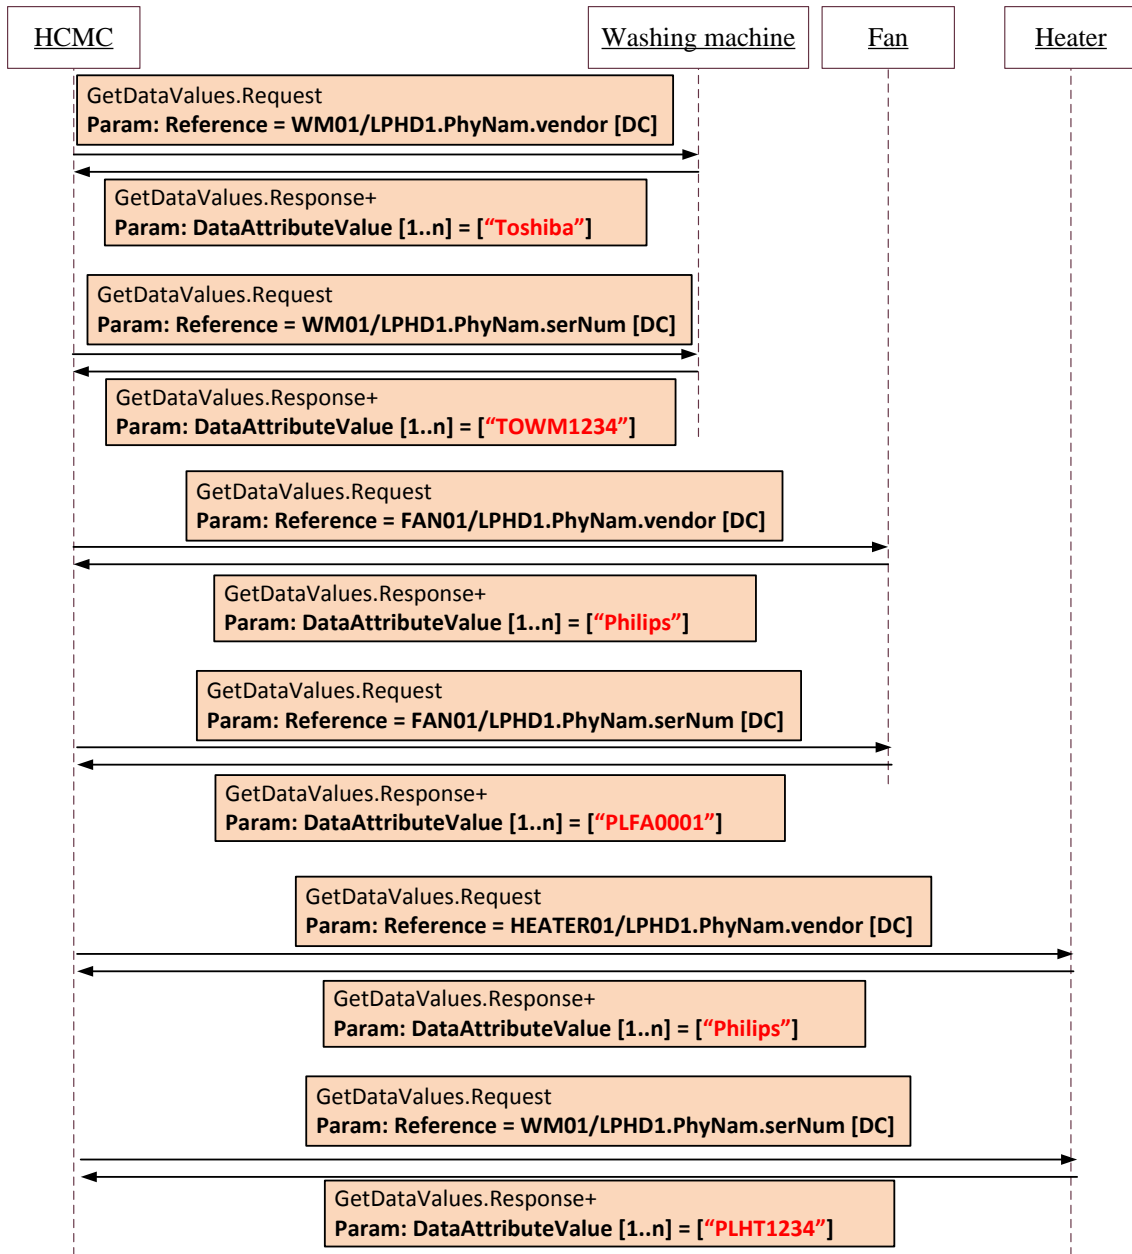 HCMC
Washing machine
Fan
Heater
GetDataValues.Request
Param: Reference = WM01/LPHD1.PhyNam.vendor [DC]
GetDataValues.Response+
Param: DataAttributeValue [1..n] = [“Toshiba”]
GetDataValues.Request
Param: Reference = WM01/LPHD1.PhyNam.serNum [DC]
GetDataValues.Response+
Param: DataAttributeValue [1..n] = [“TOWM1234”]
GetDataValues.Request
Param: Reference = FAN01/LPHD1.PhyNam.vendor [DC]
GetDataValues.Response+
Param: DataAttributeValue [1..n] = [“Philips”]
GetDataValues.Request
Param: Reference = FAN01/LPHD1.PhyNam.serNum [DC]
GetDataValues.Response+
Param: DataAttributeValue [1..n] = [“PLFA0001”]
GetDataValues.Request
Param: Reference = HEATER01/LPHD1.PhyNam.vendor [DC]
GetDataValues.Response+
Param: DataAttributeValue [1..n] = [“Philips”]
GetDataValues.Request
Param: Reference = WM01/LPHD1.PhyNam.serNum [DC]
GetDataValues.Response+
Param: DataAttributeValue [1..n] = [“PLHT1234”]